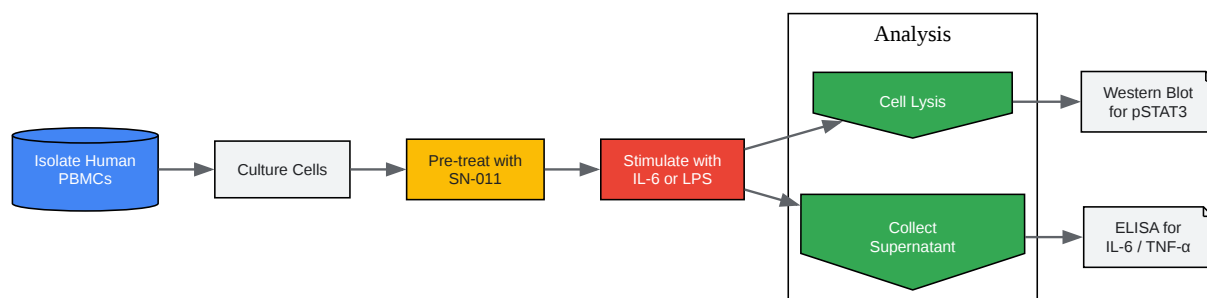 Analysis
Isolate Human
PBMCs
Culture Cells
Pre-treat with
SN-011
Stimulate with
IL-6 or LPS
Cell Lysis
Western Blot
for pSTAT3
Collect
Supernatant
ELISA for
IL-6 / TNF-α